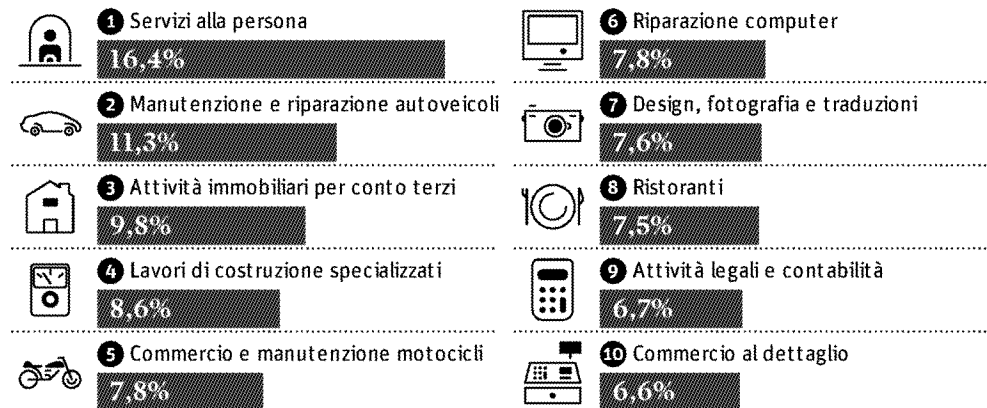 1 Servizi alla persona
16,4%
2 Manutenzione e riparazione autoveicoli
11,3%
3 Attività immobiliari per conto terzi
9,8%
4 Lavori di costruzione specializzati
8,6%
5 Commercio e manutenzione motocicli
7,8%
6 Riparazione computer
7,8%
7 Design, fotografia e traduzioni
7,6%
8 Ristoranti
7,5%
9 Attività legali e contabilità
6,7%
10 Commercio al dettaglio
6,6%